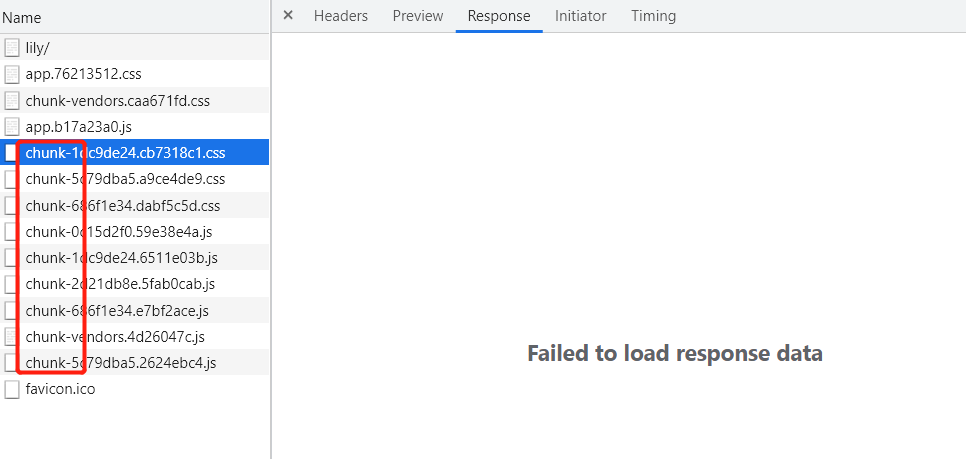 Name
× Headers Preview Response Initiator Timing
lily/
app.76213512.css
chunk-vendors.caa671fd.css
app.b17a23a0.js
chunk-1dc9de24.cb7318c1.css
chunk-5c79dba5.a9ce4de9.css
chunk-686f1e34.dabf5c5d.css
chunk-0c15d2f0.59e38e4a.js
chunk-1dc9de24.6511e03b.js
chunk-2d21db8e.5fab0cab.js
chunk-686f1e34.e7bf2ace.js
chunk-vendors.4d26047c.js
chunk-5c79dba5.2624ebc4.js
favicon.ico
Failed to load response data